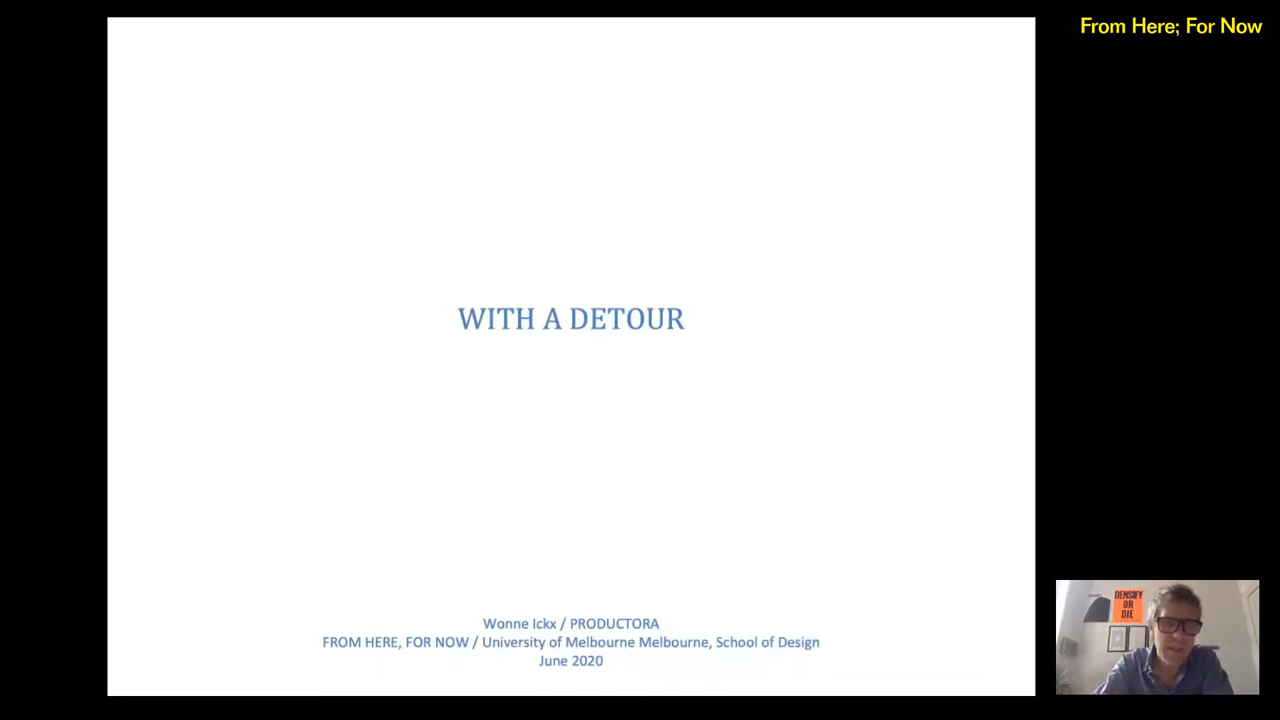 From Here; For Now
WITH A DETOUR
DENSIFY
OR
DIE
Wonne Ickx / PRODUCTORA
FROM HERE, FOR NOW / University of Melbourne Melbourne, School of Design
June 2020